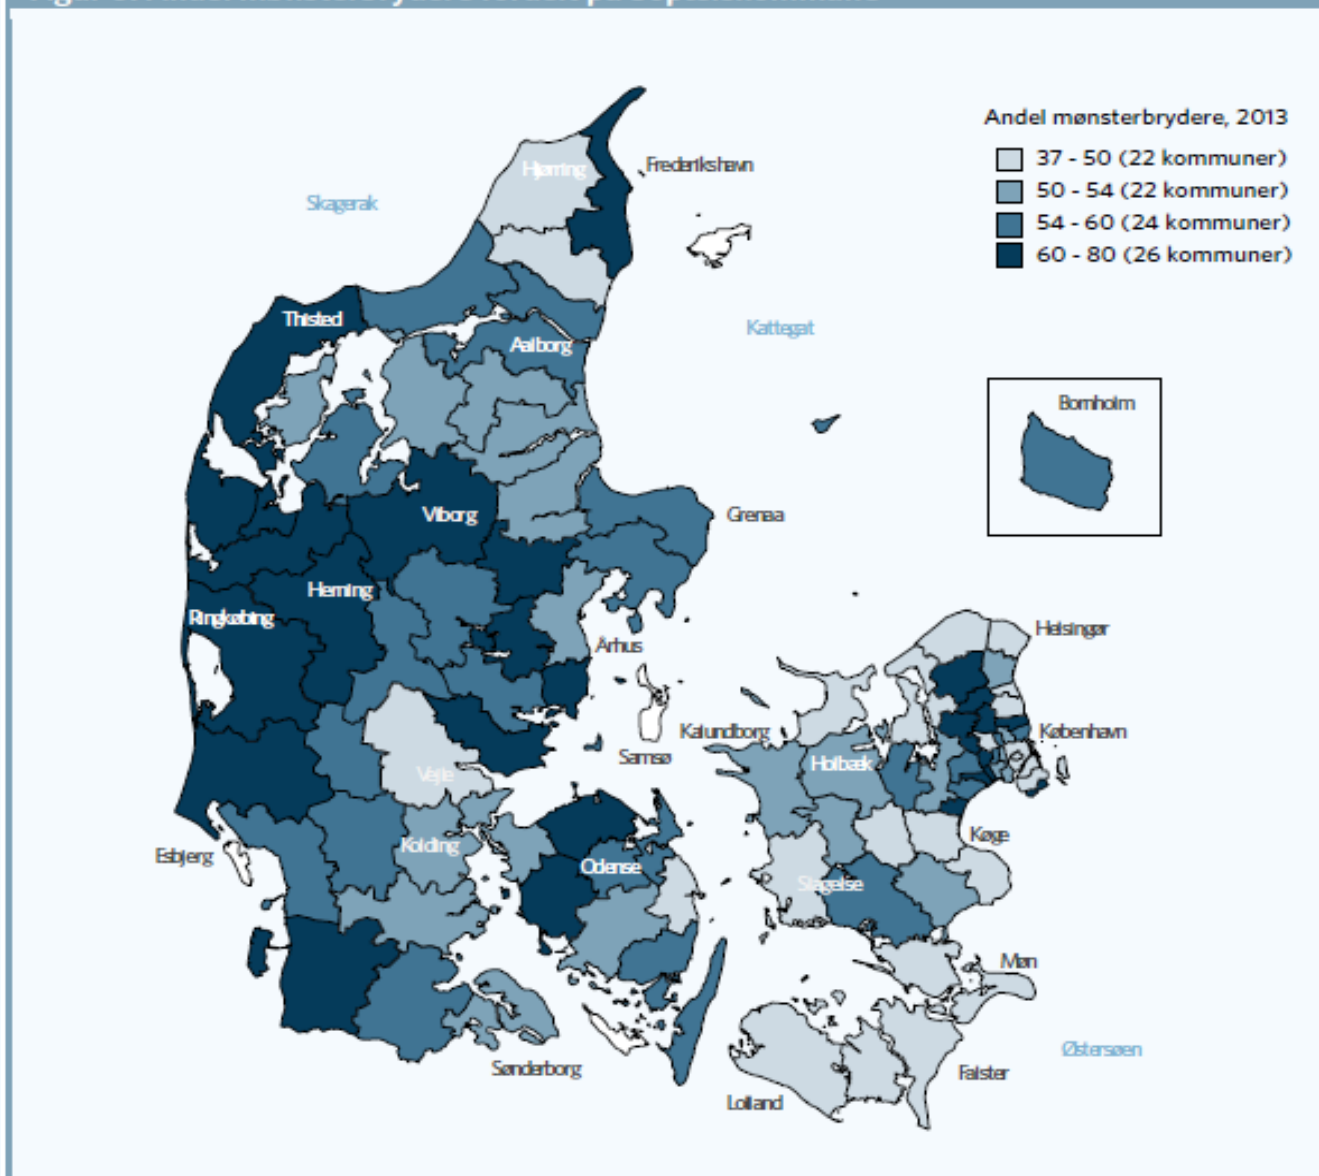 Andel mønsterbrydere, 2013
37 - 50 (22 kommuner)
50 - 54 (22 kommuner)
54 - 60 (24 kommuner)
60 - 80 (26 kommuner)
Hjørring
Frederikshavn
Skagerak
Thisted
Aalborg
Kattegat
Bornholm
Viborg
Grenaa
Herning
Ringkøbing
Århus
Helsingør
Kalundborg
København
Samsø
Holbæk
Vejle
Køge
Kolding
Esbjerg
Odense
Slagelse
Møn
Østersøen
Sønderborg
Falster
Lolland